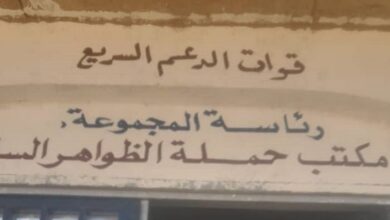 قوات الدعم السريع
رئاسة المجموعة.
مكتب حملة الظواهر